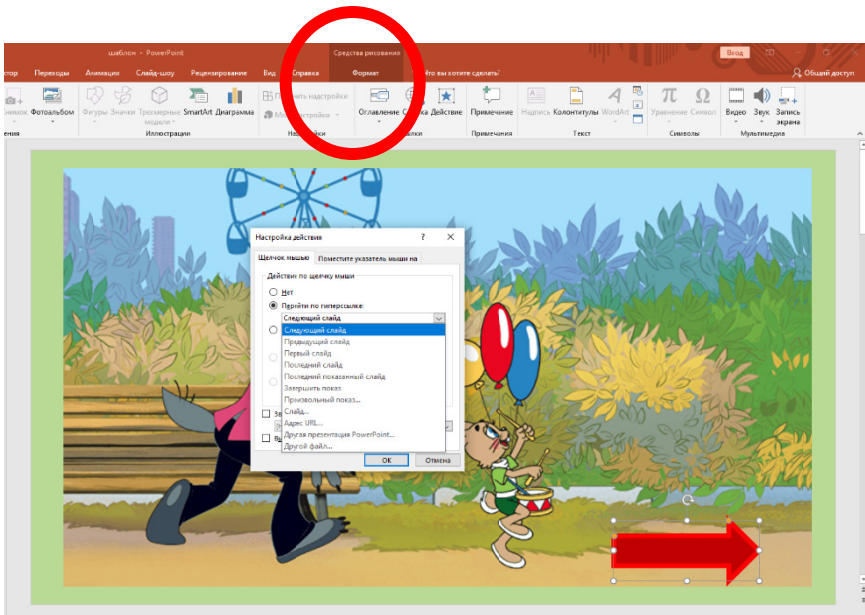 шаблон - PowerPoint
Средства рисования
Вход
Переходы Анимация Слайд-шоу Рецензирование Вид Справка Формат Что вы хотите сделать?
Общий доступ
Фотоальбом Фигуры Значки Трехмерные модели SmartArt Диаграмма
Оглавление Действие Примечание Надпись Колонтитулы WordArt Уравнение Символ Видео Звук Запись экрана
Иллюстрации Примечания Текст Символы Мультимедиа
Настройка действия ? ×
Щелчок мышью Поместите указатель мыши на
Действие по щелчку мыши
Нет
Перейти по гиперссылке:
Следующий слайд
Следующий слайд
Предыдущий слайд
Первый слайд
Последний слайд
Последний показанный слайд
Завершить показ
Произвольный показ...
Слайд...
Адрес URL...
Другая презентация PowerPoint...
Другой файл...
ОК Отмена